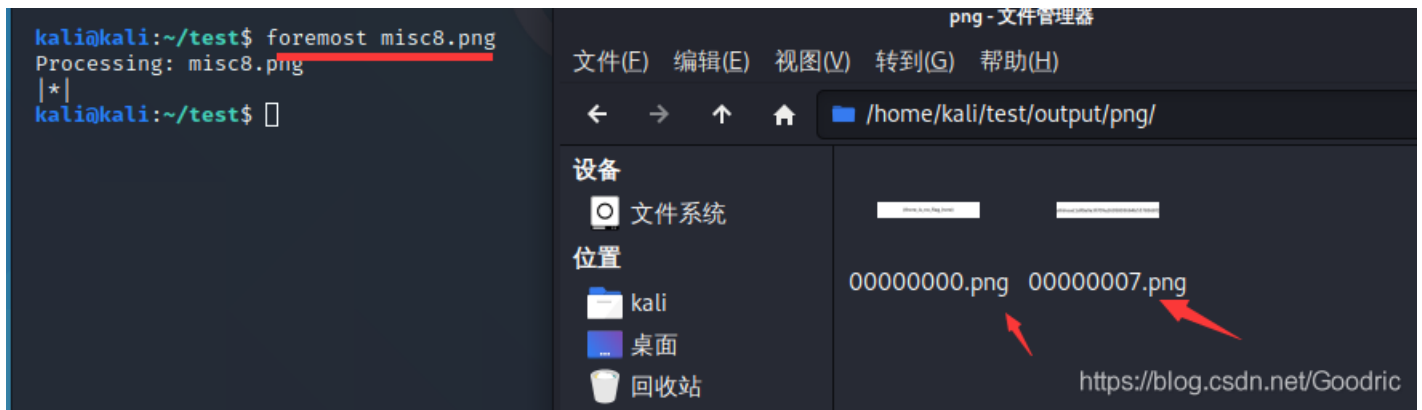 kali@kali:~/test$ foremost misc8.png
Processing: misc8.png
|*|
kali@kali:~/test$
png - 文件管理器
文件(F) 编辑(E) 视图(V) 转到(G) 帮助(H)
/home/kali/test/output/png/
设备
文件系统
位置
kali
桌面
回收站
00000000.png 00000007.png
https://blog.csdn.net/Goodric